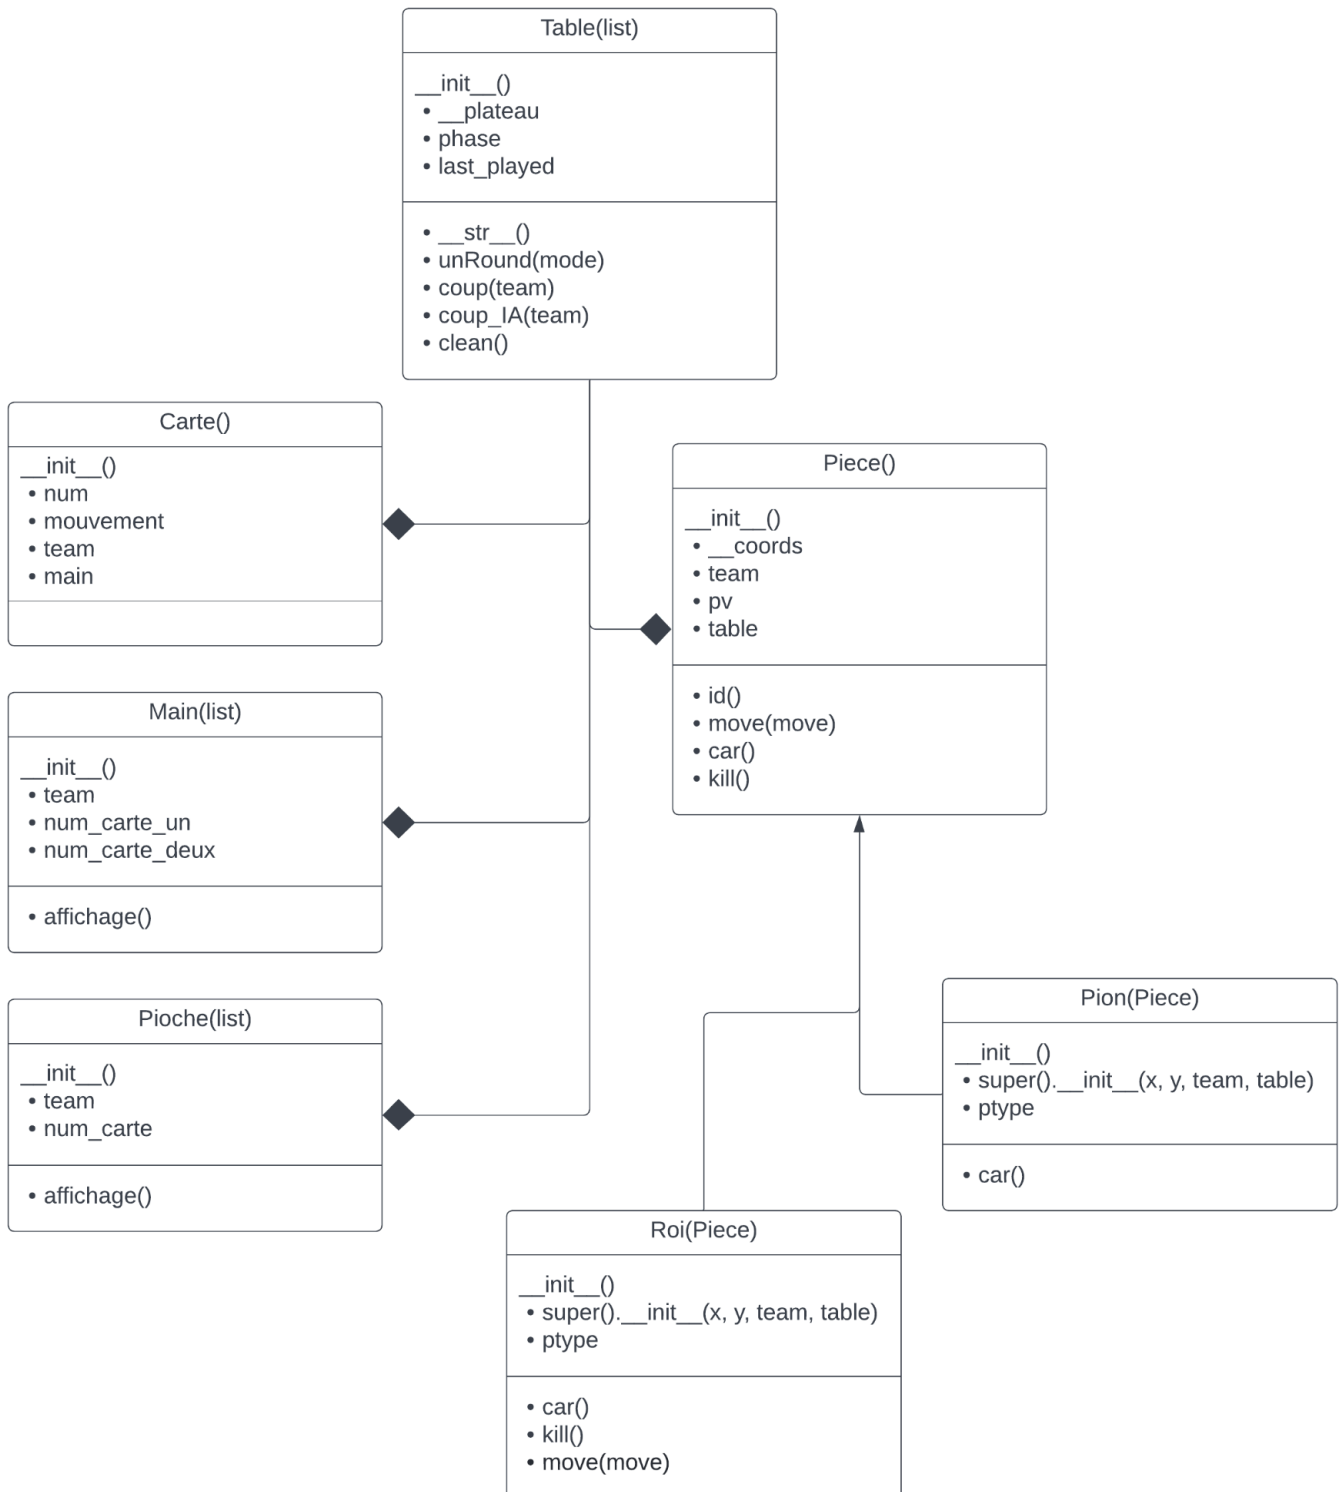 Table(list)
__init__()
• __plateau
• phase
• last_played
• __str__()
• unRound(mode)
• coup(team)
• coup_IA(team)
• clean()
Carte()
__init__()
• num
• mouvement
• team
• main
Piece()
__init__()
• __coords
• team
• pv
• table
• id()
• move(move)
• car()
• kill()
Main(list)
__init__()
• team
• num_carte_un
• num_carte_deux
• affichage()
Pioche(list)
__init__()
• team
• num_carte
• affichage()
Pion(Piece)
__init__()
• super().__init__(x, y, team, table)
• ptype
• car()
Roi(Piece)
__init__()
• super().__init__(x, y, team, table)
• ptype
• car()
• kill()
• move(move)